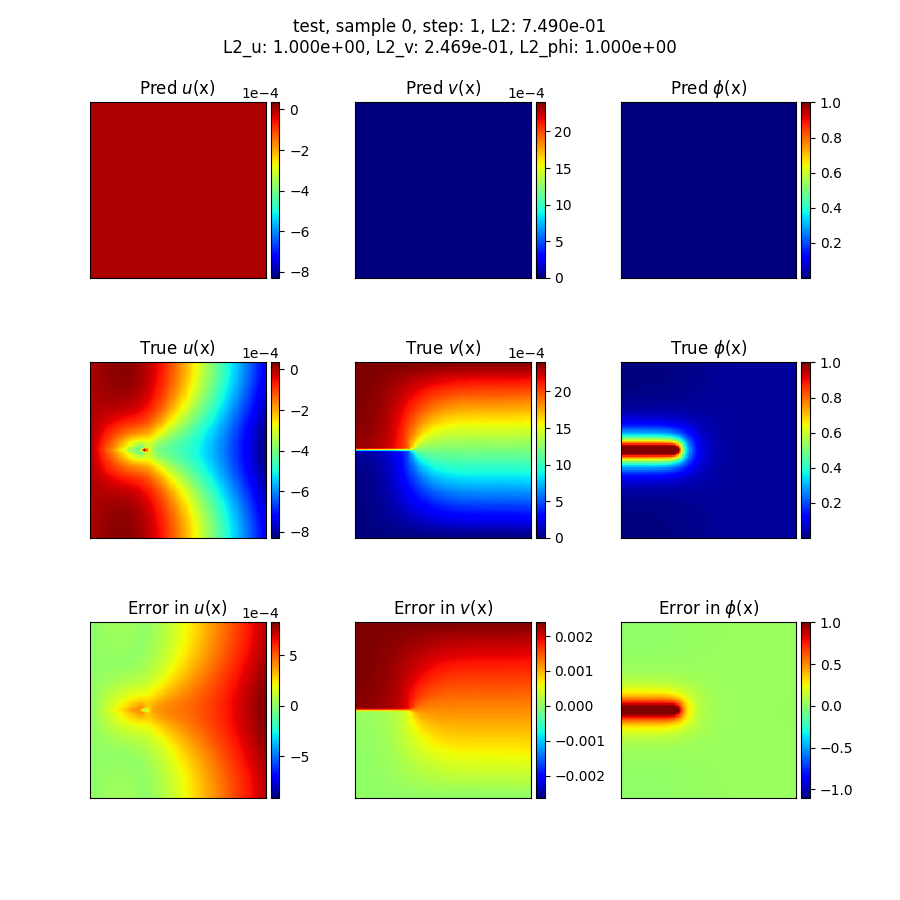 test, sample 0, step: 1, L2: 7.490e-01
L2_u: 1.000e+00, L2_v: 2.469e-01, L2_phi: 1.000e+00
Pred u(x)
1e−4
0
−2
−4
−6
−8
Pred v(x)
1e−4
20
15
10
5
0
Pred ϕ(x)
1.0
0.8
0.6
0.4
0.2
True u(x)
1e−4
0
−2
−4
−6
−8
True v(x)
1e−4
20
15
10
5
0
True ϕ(x)
1.0
0.8
0.6
0.4
0.2
Error in u(x)
1e−4
5
0
−5
Error in v(x)
0.002
0.001
0.000
−0.001
−0.002
Error in ϕ(x)
1.0
0.5
0.0
−0.5
−1.0